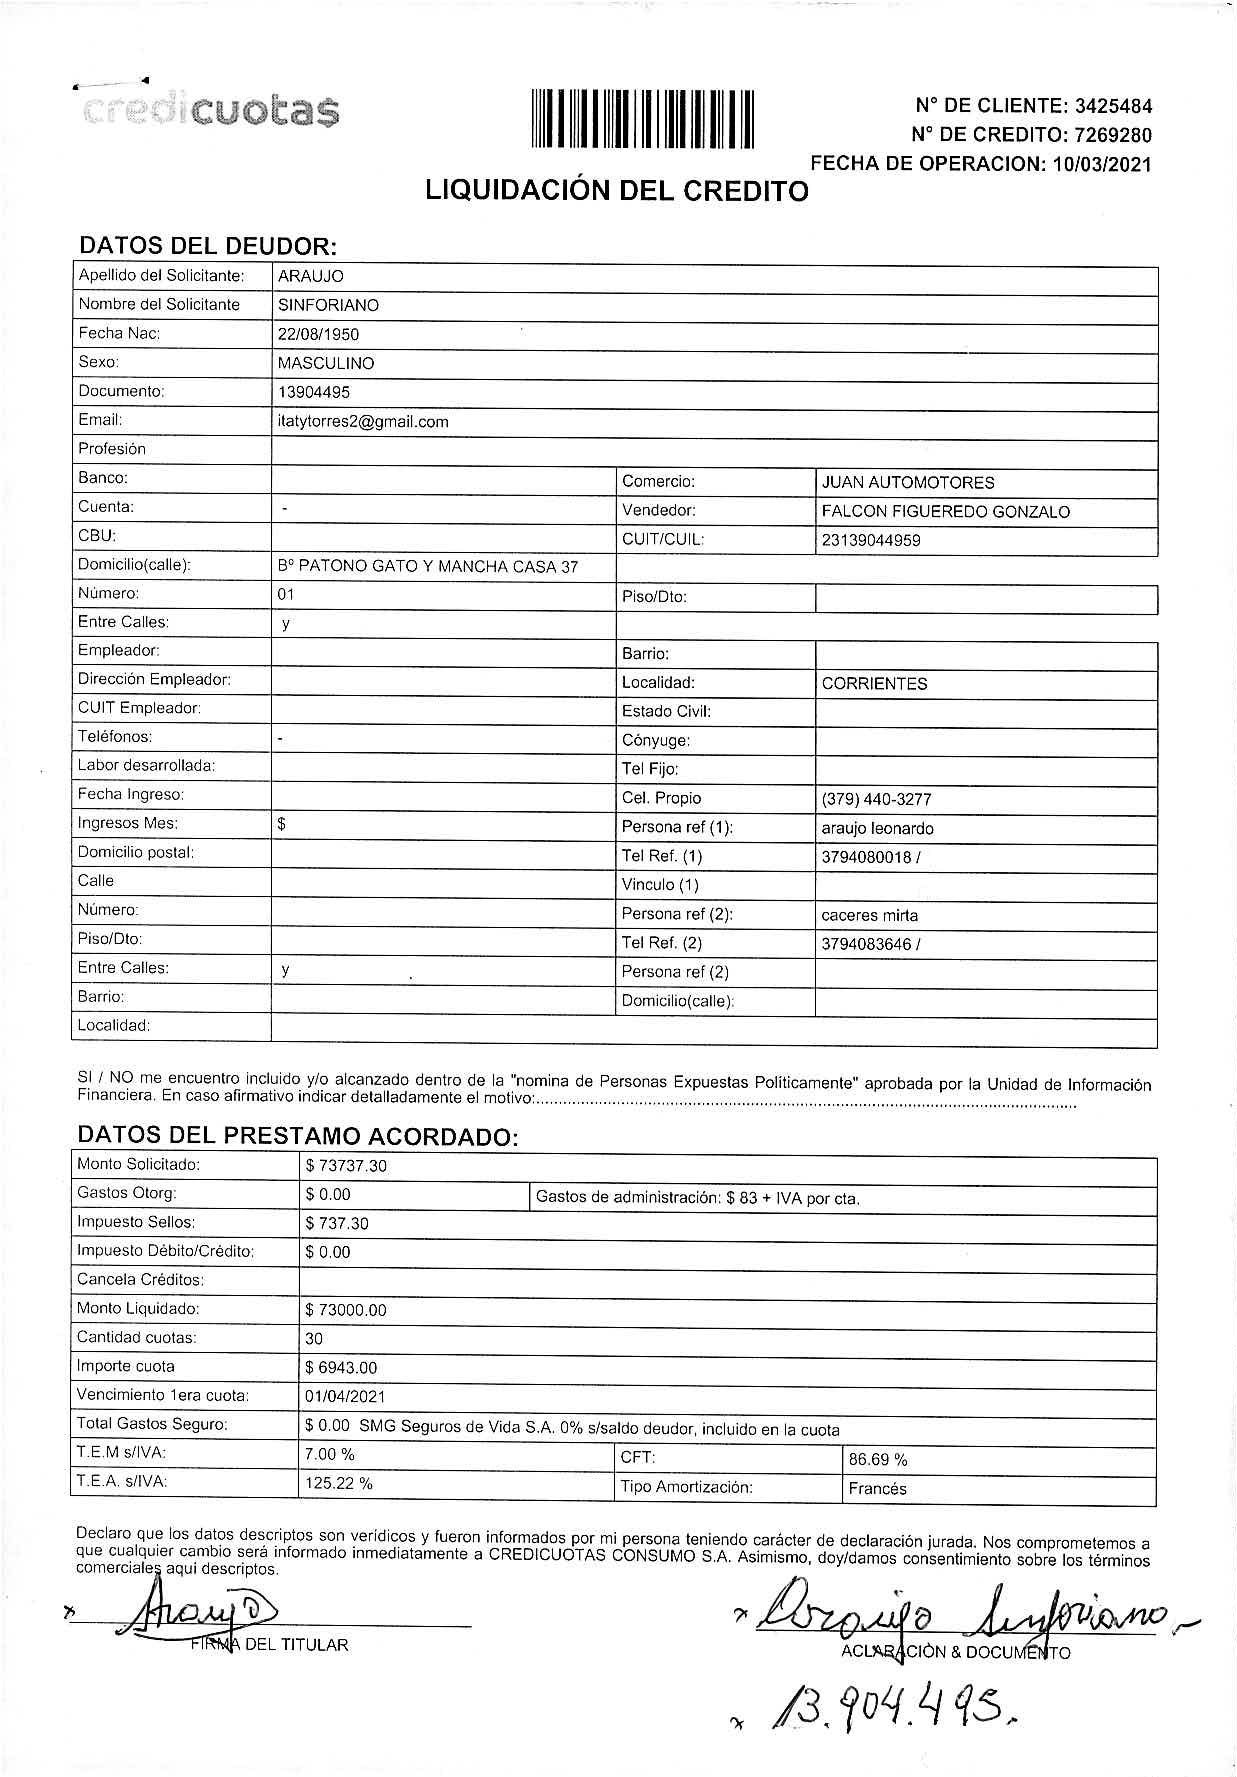 credicuotas
N° DE CLIENTE: 3425484
N° DE CREDITO: 7269280
FECHA DE OPERACION: 10/03/2021
LIQUIDACIÓN DEL CREDITO
DATOS DEL DEUDOR:
Apellido del Solicitante: ARAUJO
Nombre del Solicitante SINFORIANO
Fecha Nac: 22/08/1950
Sexo: MASCULINO
Documento: 13904495
Email: itatytorres2@gmail.com
Profesión
Banco: Comercio: JUAN AUTOMOTORES
Cuenta: - Vendedor: FALCON FIGUEREDO GONZALO
CBU: CUIT/CUIL: 23139044959
Domicilio(calle): Bº PATONO GATO Y MANCHA CASA 37
Número: 01 Piso/Dto:
Entre Calles: y
Empleador: Barrio:
Dirección Empleador: Localidad: CORRIENTES
CUIT Empleador: Estado Civil:
Teléfonos: - Cónyuge:
Labor desarrollada: Tel Fijo:
Fecha Ingreso: Cel. Propio (379) 440-3277
Ingresos Mes: $ Persona ref (1): araujo leonardo
Domicilio postal: Tel Ref. (1) 3794080018 /
Calle Vinculo (1)
Número: Persona ref (2): caceres mirta
Piso/Dto: Tel Ref. (2) 3794083646 /
Entre Calles: y Persona ref (2)
Barrio: Domicilio(calle):
Localidad:
SI / NO me encuentro incluido y/o alcanzado dentro de la "nomina de Personas Expuestas Políticamente" aprobada por la Unidad de Información
Financiera. En caso afirmativo indicar detalladamente el motivo:........................................................................................................................
DATOS DEL PRESTAMO ACORDADO:
Monto Solicitado: $ 73737.30
Gastos Otorg: $ 0.00 Gastos de administración: $ 83 + IVA por cta.
Impuesto Sellos: $ 737.30
Impuesto Débito/Crédito: $ 0.00
Cancela Créditos:
Monto Liquidado: $ 73000.00
Cantidad cuotas: 30
Importe cuota $ 6943.00
Vencimiento 1era cuota: 01/04/2021
Total Gastos Seguro: $ 0.00 SMG Seguros de Vida S.A. 0% s/saldo deudor, incluido en la cuota
T.E.M s/IVA: 7.00 % CFT: 86.69 %
T.E.A. s/IVA: 125.22 % Tipo Amortización: Francés
Declaro que los datos descriptos son verídicos y fueron informados por mi persona teniendo carácter de declaración jurada. Nos comprometemos a
que cualquier cambio será informado inmediatamente a CREDICUOTAS CONSUMO S.A. Asimismo, doy/damos consentimiento sobre los términos
comerciales aqui descriptos.
x Araujo x Araujo Sinforiano
FIRMA DEL TITULAR ACLARACIÒN & DOCUMENTO
x 13.904.495.